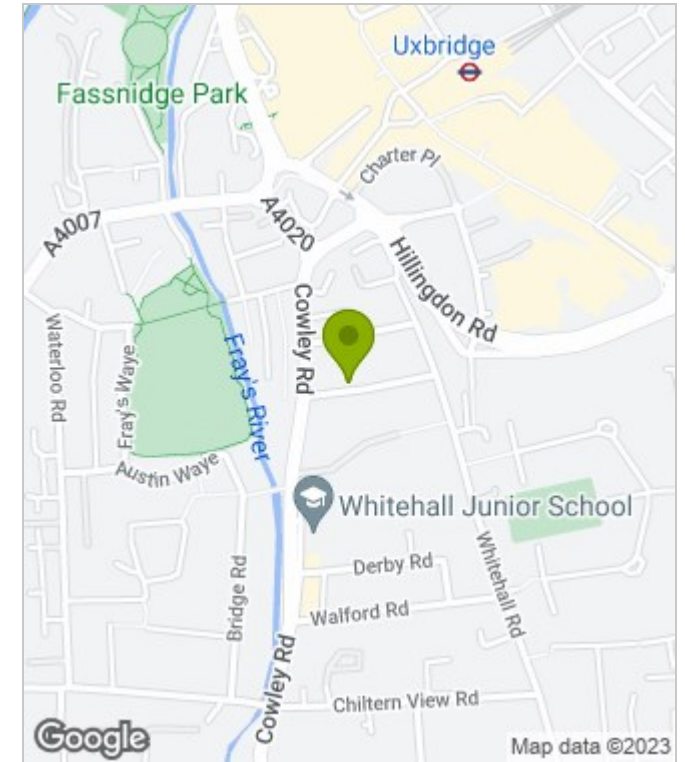 Uxbridge
Fassnidge Park
Charter Pl
A4007
A4020
Hillingdon Rd
Cowley Rd
Waterloo Rd
Fray's Waye
Fray's River
Austin Waye
Whitehall Junior School
Whitehall Rd
Derby Rd
Bridge Rd
Walford Rd
Cowley Rd
Chiltern View Rd
Google
Map data ©2023